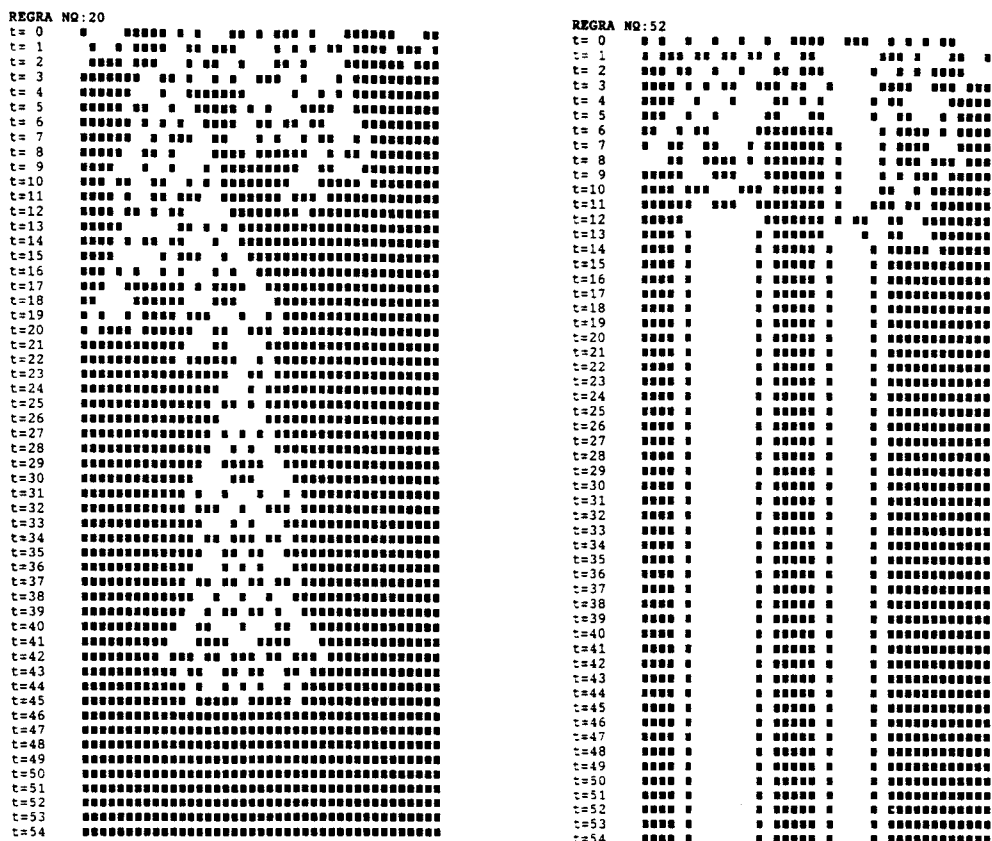 REGRA NQ:20
t= 0
t= 1
t= 2
t= 3
t= 4
t= 5
t= 6
t= 7
t= 8
t= 9
t=10
t=11
t=12
t=13
t=14
t=15
t=16
t=17
t=18
t=19
t=20
t=21
t=22
t=23
t=24
t=25
t=26
t=27
t=28
t=29
t=30
t=31
t=32
t=33
t=34
t=35
t=36
t=37
t=38
t=39
t=40
t=41
t=42
t=43
t=44
t=45
t=46
t=47
t=48
t=49
t=50
t=51
t=52
t=53
t=54
REGRA NQ:52
t= 0
t= 1
t= 2
t= 3
t= 4
t= 5
t= 6
t= 7
t= 8
t= 9
t=10
t=11
t=12
t=13
t=14
t=15
t=16
t=17
t=18
t=19
t=20
t=21
t=22
t=23
t=24
t=25
t=26
t=27
t=28
t=29
t=30
t=31
t=32
t=33
t=34
t=35
t=36
t=37
t=38
t=39
t=40
t=41
t=42
t=43
t=44
t=45
t=46
t=47
t=48
t=49
t=50
t=51
t=52
t=53
t=54